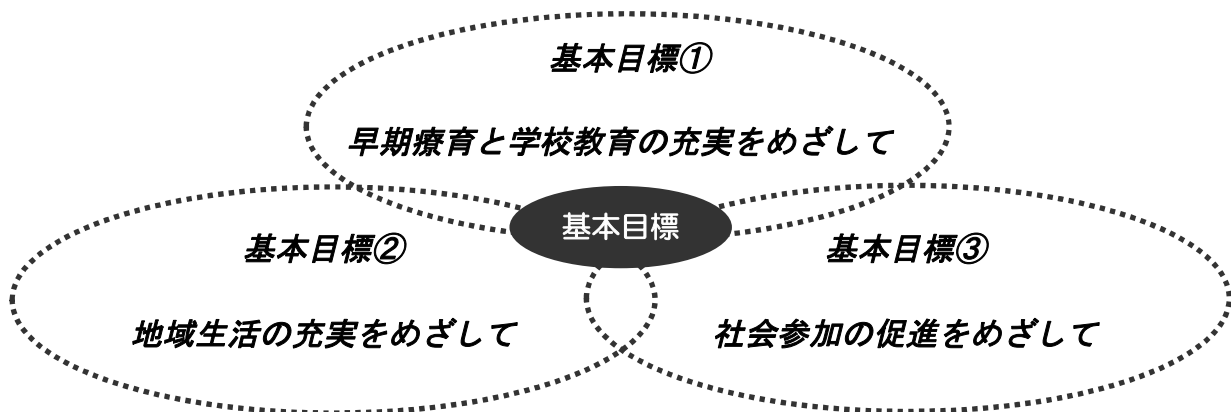 基本目標①
早期療育と学校教育の充実をめざして
基本目標
基本目標②
地域生活の充実をめざして
基本目標③
社会参加の促進をめざして